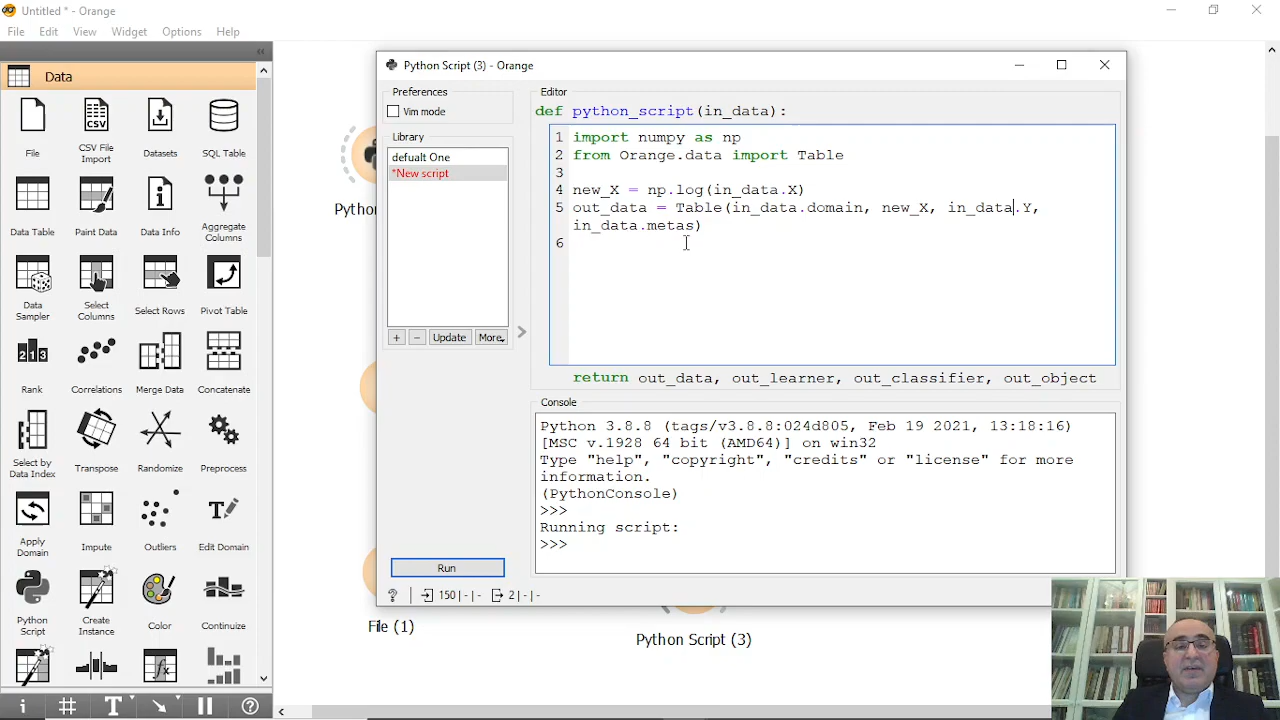 Untitled * - Orange
File Edit View Widget Options Help
Data
File CSV File Import Datasets SQL Table
Data Table Paint Data Data Info Aggregate Columns
Data Sampler Select Columns Select Rows Pivot Table
Rank Correlations Merge Data Concatenate
Select by Data Index Transpose Randomize Preprocess
Apply Domain Impute Outliers Edit Domain
Python Script Create Instance Color Continuize
Pytho
File (1)
Python Script (3)
Python Script (3) - Orange
Preferences
Vim mode
Library
defualt One
*New script
+ − Update More
Run
150 | - | - 2 | - | -
Editor
def python_script(in_data):
1 import numpy as np
2 from Orange.data import Table
3
4 new_X = np.log(in_data.X)
5 out_data = Table(in_data.domain, new_X, in_data.Y,
in_data.metas)
6
return out_data, out_learner, out_classifier, out_object
Console
Python 3.8.8 (tags/v3.8.8:024d805, Feb 19 2021, 13:18:16)
[MSC v.1928 64 bit (AMD64)] on win32
Type "help", "copyright", "credits" or "license" for more
information.
(PythonConsole)
>>>
Running script:
>>>